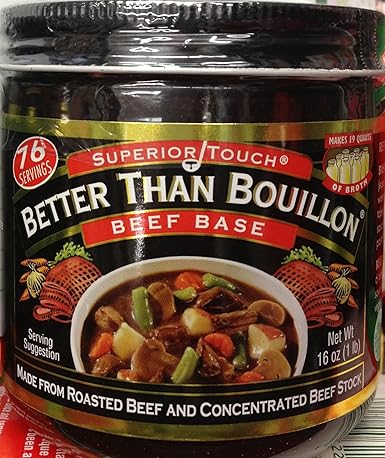 76
SERVINGS
SUPERIOR TOUCH®
T
MAKES 19 QUARTS
OF BROTH
BETTER THAN BOUILLON®
BEEF BASE
Serving
Suggestion
Net Wt
16 oz (1 lb)
MADE FROM ROASTED BEEF AND CONCENTRATED BEEF STOCK